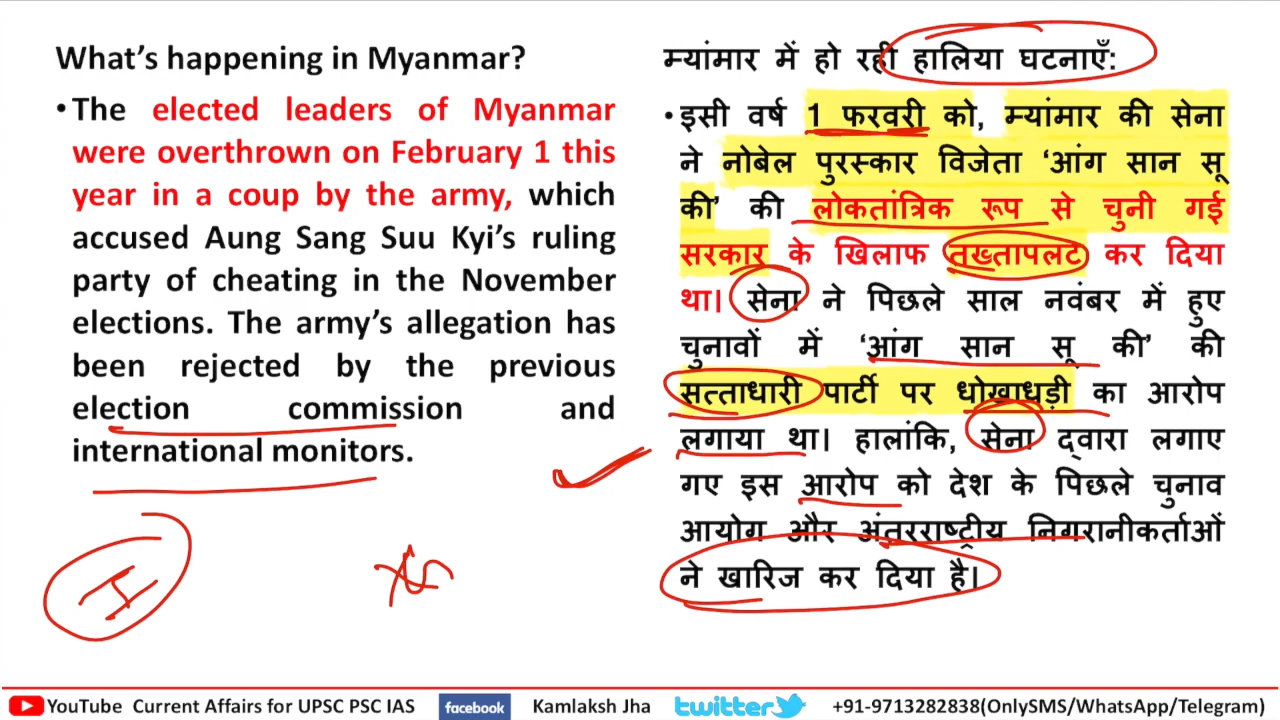 What's happening in Myanmar?
• The elected leaders of Myanmar
were overthrown on February 1 this
year in a coup by the army, which
accused Aung Sang Suu Kyi's ruling
party of cheating in the November
elections. The army's allegation has
been rejected by the previous
election commission and
international monitors.
म्यांमार में हो रही हालिया घटनाएँ:
• इसी वर्ष 1 फरवरी को, म्यांमार की सेना
ने नोबेल पुरस्कार विजेता ‘आंग सान सू
की’ की लोकतांत्रिक रूप से चुनी गई
सरकार के खिलाफ तख्तापलट कर दिया
था। सेना ने पिछले साल नवंबर में हुए
चुनावों में ‘आंग सान सू की’ की
सत्ताधारी पार्टी पर धोखाधड़ी का आरोप
लगाया था। हालांकि, सेना द्वारा लगाए
गए इस आरोप को देश के पिछले चुनाव
आयोग और अंतरराष्ट्रीय निगरानीकर्ताओं
ने खारिज कर दिया है।
YouTube Current Affairs for UPSC PSC IAS facebook Kamlaksh Jha twitter +91-9713282838(OnlySMS/WhatsApp/Telegram)